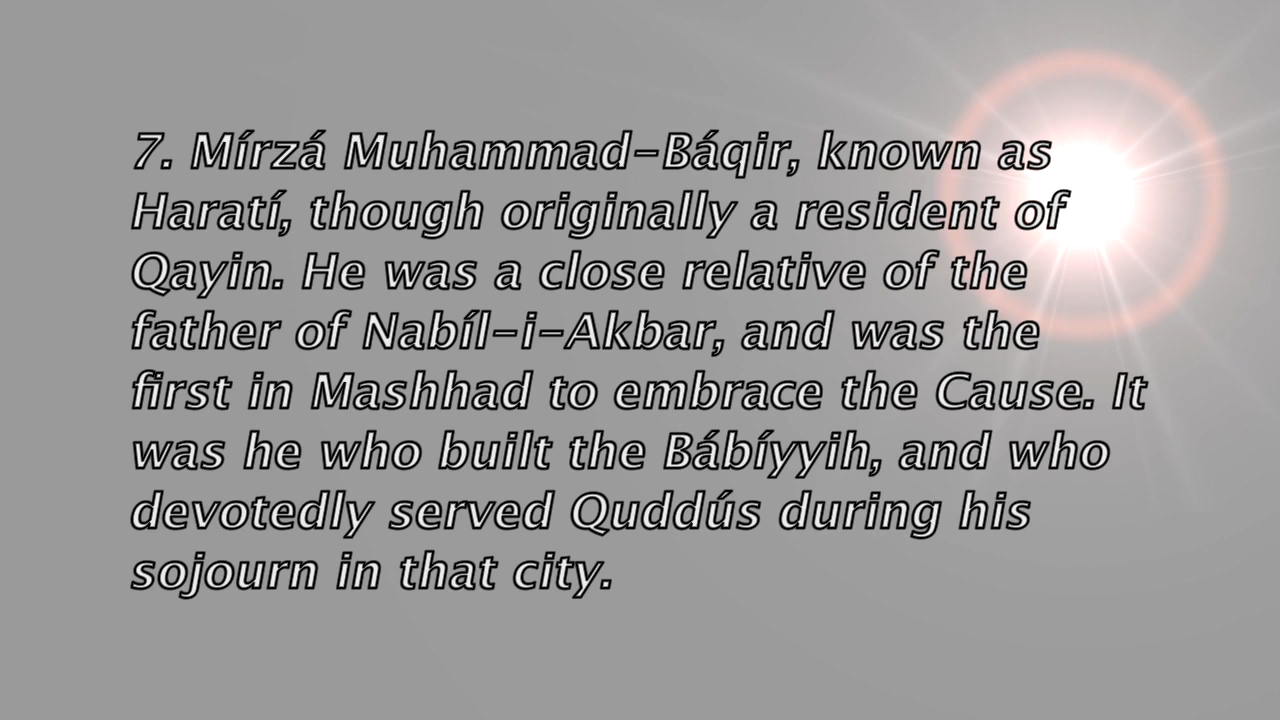 7. Mírzá Muhammad-Báqir, known as
Haratí, though originally a resident of
Qayin. He was a close relative of the
father of Nabíl-i-Akbar, and was the
first in Mashhad to embrace the Cause. It
was he who built the Bábíyyih, and who
devotedly served Quddús during his
sojourn in that city.